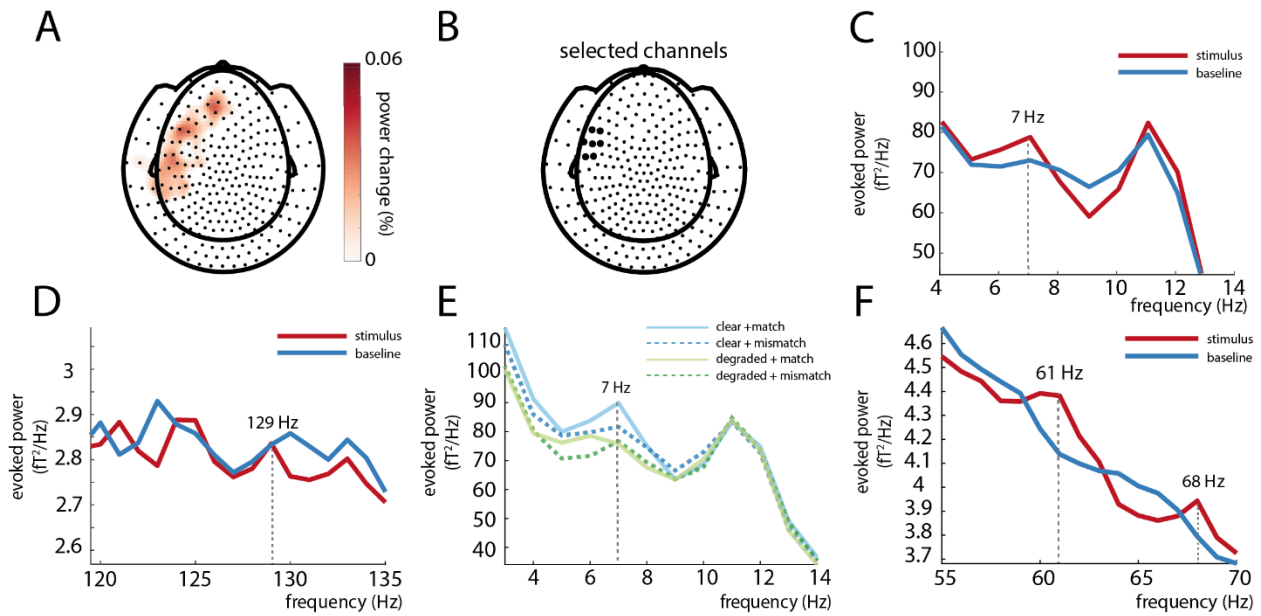 A
0.06
power change (%)
0
B
selected channels
C
100
90
80
70
60
50
evoked power
(fT²/Hz)
7 Hz
stimulus
baseline
4
6
8
10
12
14
frequency (Hz)
D
3
2.9
2.8
2.7
2.6
evoked power
(fT²/Hz)
129 Hz
stimulus
baseline
120
125
130
135
frequency (Hz)
E
110
100
90
80
70
60
50
40
evoked power
(fT²/Hz)
7 Hz
clear +match
clear + mismatch
degraded + match
degraded + mismatch
4
6
8
10
12
14
frequency (Hz)
F
4.6
4.5
4.4
4.3
4.2
4.1
4
3.9
3.8
3.7
evoked power
(fT²/Hz)
61 Hz
68 Hz
stimulus
baseline
55
60
65
70
frequency (Hz)